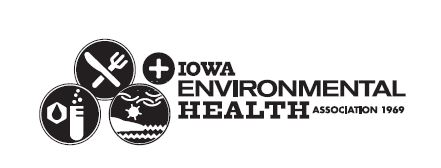 IOWA
ENVIRONMENTAL
HEALTH ASSOCIATION 1969